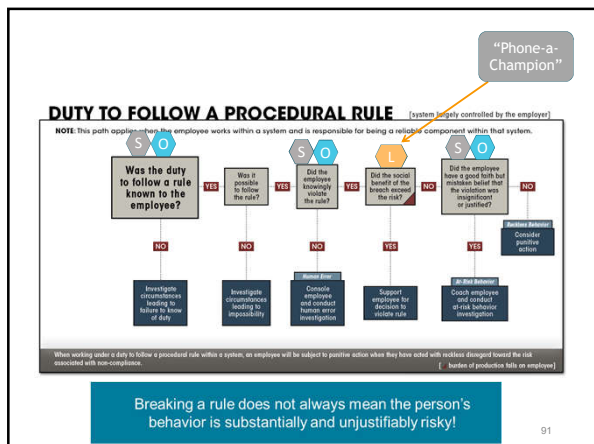 “Phone-a-
Champion”
DUTY TO FOLLOW A PROCEDURAL RULE
[system largely controlled by the employer]
NOTE: This path applies when the employee works within a system and is responsible for being a reliable component within that system.
S O
S O
L
S O
Was the duty
to follow a rule
known to the
employee?
YES
Was it
possible
to follow
the rule?
YES
Did the
employee
knowingly
violate
the rule?
YES
Did the social
benefit of the
breach exceed
the risk?
NO
Did the employee
have a good faith but
mistaken belief that
the violation was
insignificant
or justified?
NO
NO
NO
NO
YES
YES
Reckless Behavior
Consider
punitive
action
Investigate
circumstances
leading to
failure to know
of duty
Investigate
circumstances
leading to
impossibility
Human Error
Console
employee
and conduct
human error
investigation
Support
employee for
decision to
violate rule
At-Risk Behavior
Coach employee
and conduct
at-risk behavior
investigation
When working under a duty to follow a procedural rule within a system, an employee will be subject to punitive action when they have acted with reckless disregard toward the risk
associated with non-compliance.
[ burden of production falls on employee]
Breaking a rule does not always mean the person’s
behavior is substantially and unjustifiably risky!
91